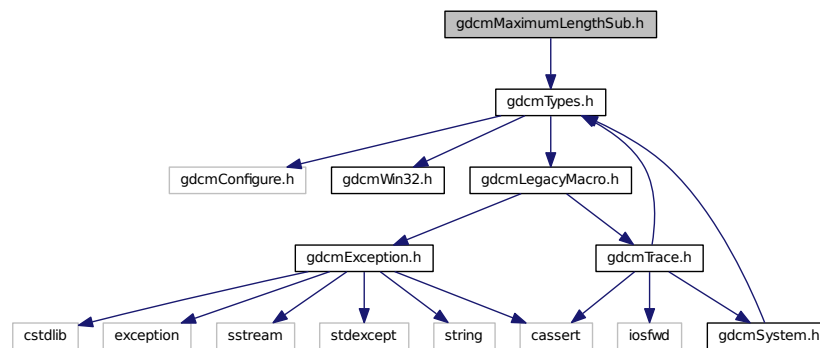 gdcmMaximumLengthSub.h
gdcmTypes.h
gdcmConfigure.h
gdcmWin32.h
gdcmLegacyMacro.h
gdcmException.h
gdcmTrace.h
cstdlib
exception
sstream
stdexcept
string
cassert
iosfwd
gdcmSystem.h